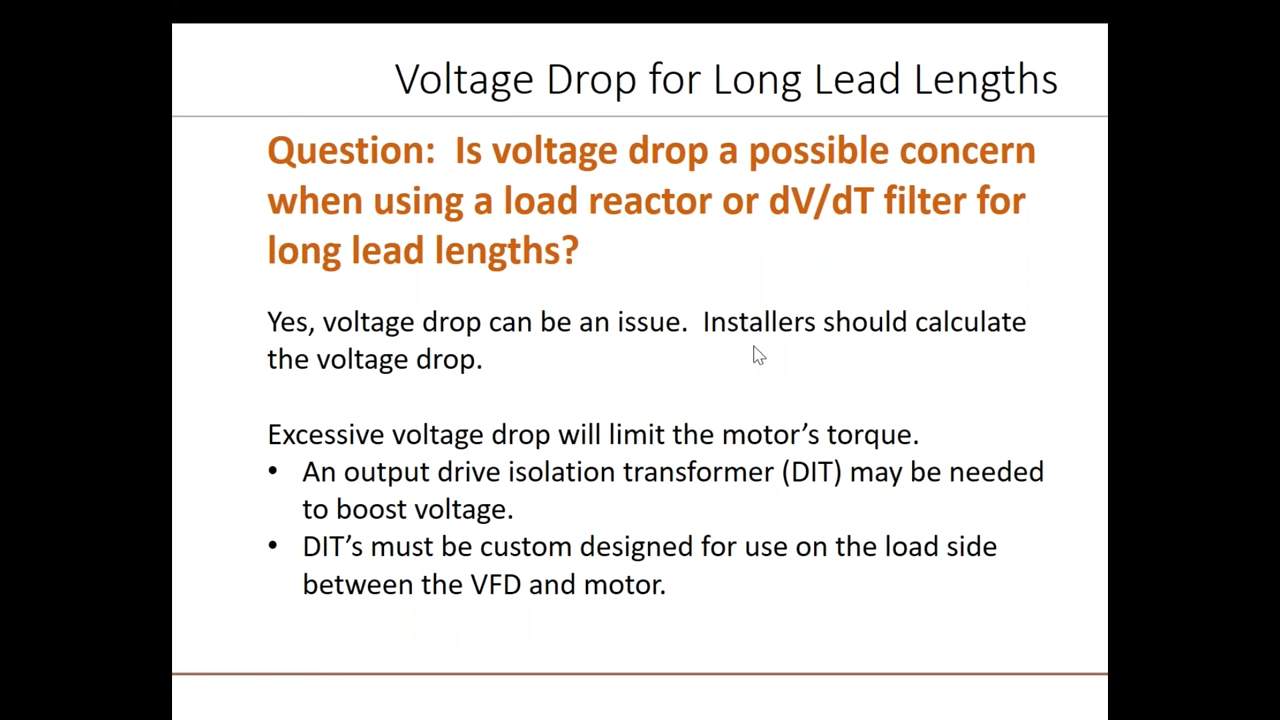 Voltage Drop for Long Lead Lengths
Question:  Is voltage drop a possible concern
when using a load reactor or dV/dT filter for
long lead lengths?
Yes, voltage drop can be an issue.  Installers should calculate
the voltage drop.
Excessive voltage drop will limit the motor’s torque.
• An output drive isolation transformer (DIT) may be needed
to boost voltage.
• DIT’s must be custom designed for use on the load side
between the VFD and motor.